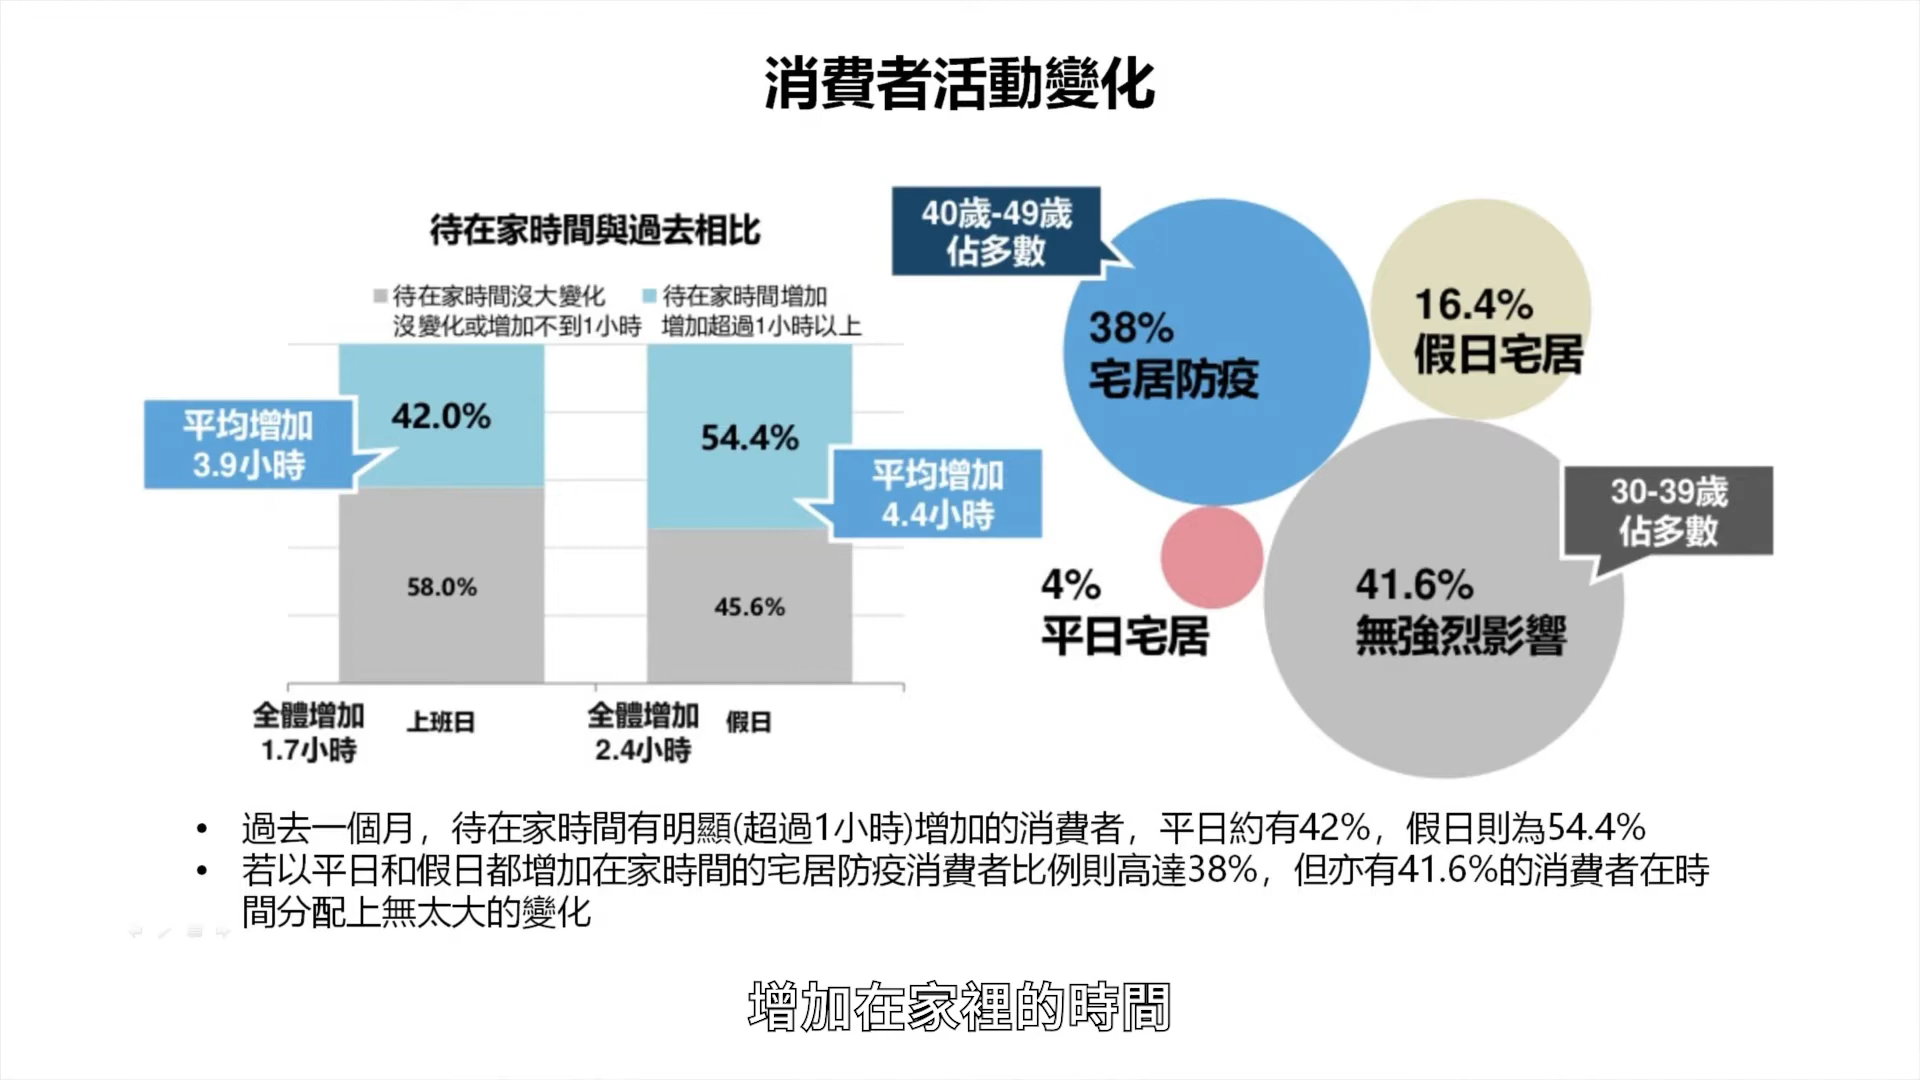 消費者活動變化
待在家時間與過去相比
待在家時間沒大變化
沒變化或增加不到1小時
待在家時間增加
增加超過1小時以上
平均增加
3.9小時
42.0%
58.0%
54.4%
45.6%
平均增加
4.4小時
全體增加
1.7小時
上班日
全體增加
2.4小時
假日
40歲-49歲
佔多數
38%
宅居防疫
16.4%
假日宅居
4%
平日宅居
41.6%
無強烈影響
30-39歲
佔多數
• 過去一個月，待在家時間有明顯(超過1小時)增加的消費者，平日約有42%，假日則為54.4%
• 若以平日和假日都增加在家時間的宅居防疫消費者比例則高達38%，但亦有41.6%的消費者在時
間分配上無太大的變化
增加在家裡的時間